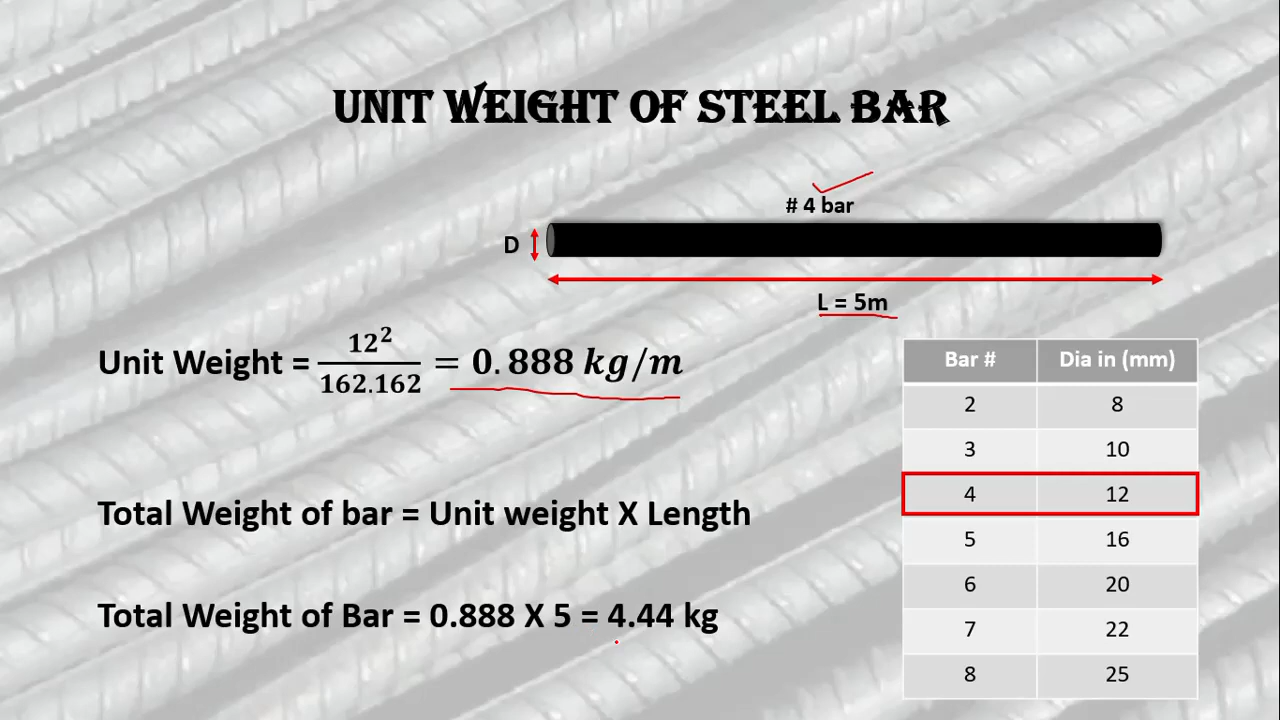 UNIT WEIGHT OF STEEL BAR
# 4 bar
D
L = 5m
Unit Weight = 12² / 162.162 = 0.888 kg/m
Total Weight of bar = Unit weight X Length
Total Weight of Bar = 0.888 X 5 = 4.44 kg
Bar # Dia in (mm)
2 8
3 10
4 12
5 16
6 20
7 22
8 25